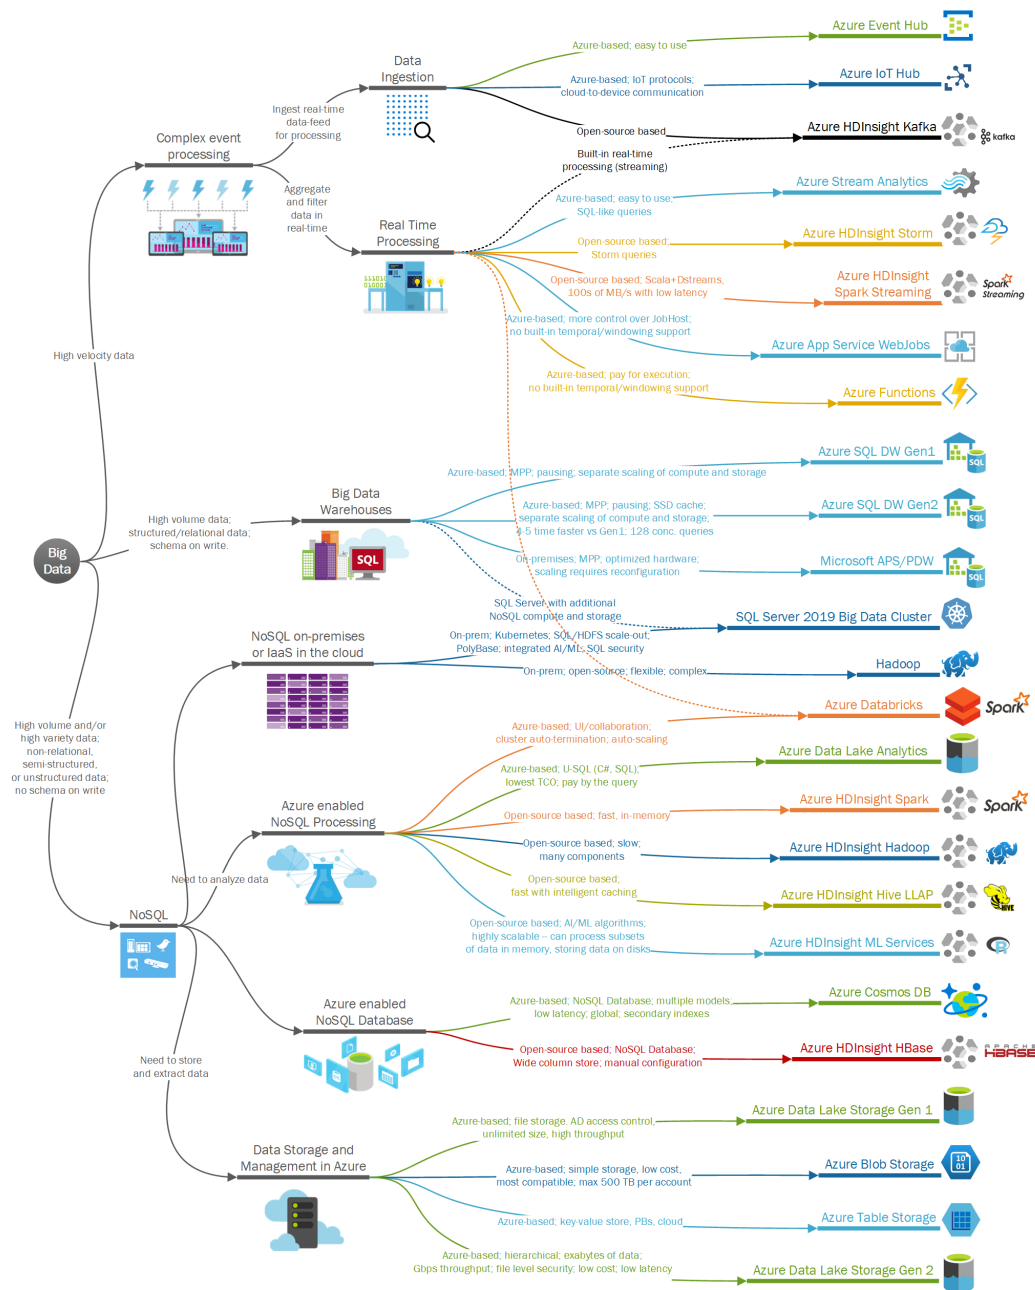 Azure Event Hub
Azure-based; easy to use
Data
Ingestion
Azure IoT Hub
Azure-based; IoT protocols;
cloud-to-device communication
Ingest real-time
data-feed
for processing
Open-source based
Azure HDInsight Kafka
kafka
Complex event
processing
Built-in real-time
processing (streaming)
Azure Stream Analytics
Aggregate
and filter
data in
real-time
Azure-based; easy to use;
SQL-like queries
Real Time
Processing
Open-source based;
Storm queries
Azure HDInsight Storm
Open-source based; Scala+Dstreams,
100s of MB/s with low latency
Azure HDInsight
Spark Streaming
Spark
Streaming
Azure-based; more control over JobHost;
no built-in temporal/windowing support
Azure App Service WebJobs
High velocity data
Azure-based; pay for execution;
no built-in temporal/windowing support
Azure Functions
Azure SQL DW Gen1
SQL
Azure-based; MPP; pausing; separate scaling of compute and storage
Big Data
Warehouses
SQL
Azure-based; MPP; pausing; SSD cache;
separate scaling of compute and storage;
4-5 time faster vs Gen1; 128 conc. queries
Azure SQL DW Gen2
SQL
High volume data;
structured/relational data;
schema on write.
Big
Data
On-premises; MPP; optimized hardware;
scaling requires reconfiguration
Microsoft APS/PDW
SQL
SQL Server with additional
NoSQL compute and storage
SQL Server 2019 Big Data Cluster
NoSQL on-premises
or IaaS in the cloud
On-prem; Kubernetes; SQL/HDFS scale-out;
PolyBase; integrated AI/ML; SQL security
On-prem; open-source; flexible; complex
Hadoop
High volume and/or
high variety data;
non-relational,
semi-structured,
or unstructured data;
no schema on write
Azure-based; UI/collaboration;
cluster auto-termination; auto-scaling
Azure Databricks
Spark
Azure-based; U-SQL (C#, SQL),
lowest TCO; pay by the query
Azure Data Lake Analytics
Azure enabled
NoSQL Processing
Open-source based; fast, in-memory
Azure HDInsight Spark
Spark
Open-source based; slow;
many components
Azure HDInsight Hadoop
Need to analyze data
Open-source based;
fast with intelligent caching
Azure HDInsight Hive LLAP
HIVE
NoSQL
Open-source based; AI/ML algorithms;
highly scalable – can process subsets
of data in memory, storing data on disks
Azure HDInsight ML Services
R
Azure enabled
NoSQL Database
Azure-based; NoSQL Database; multiple models;
low latency; global; secondary indexes
Azure Cosmos DB
Open-source based; NoSQL Database;
Wide column store; manual configuration
Azure HDInsight HBase
APACHE
HBASE
Need to store
and extract data
Azure-based; file storage. AD access control,
unlimited size, high throughput
Azure Data Lake Storage Gen 1
Data Storage and
Management in Azure
Azure-based; simple storage, low cost,
most compatible; max 500 TB per account
Azure Blob Storage
10
01
Azure-based; key-value store, PBs, cloud
Azure Table Storage
Azure-based; hierarchical; exabytes of data;
Gbps throughput; file level security; low cost; low latency
Azure Data Lake Storage Gen 2